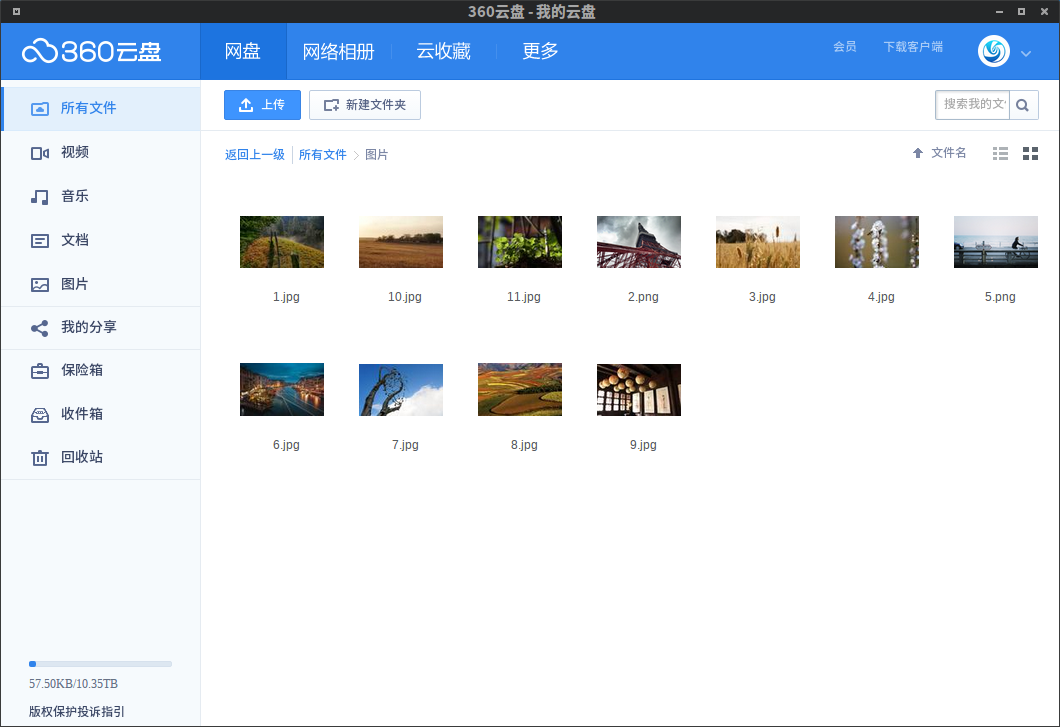 360云盘 - 我的云盘
360云盘
网盘
网络相册
云收藏
更多
会员
下载客户端
所有文件
视频
音乐
文档
图片
我的分享
保险箱
收件箱
回收站
57.50KB/10.35TB
版权保护投诉指引
上传
新建文件夹
搜索我的文
返回上一级
所有文件
图片
文件名
1.jpg
10.jpg
11.jpg
2.png
3.jpg
4.jpg
5.png
6.jpg
7.jpg
8.jpg
9.jpg